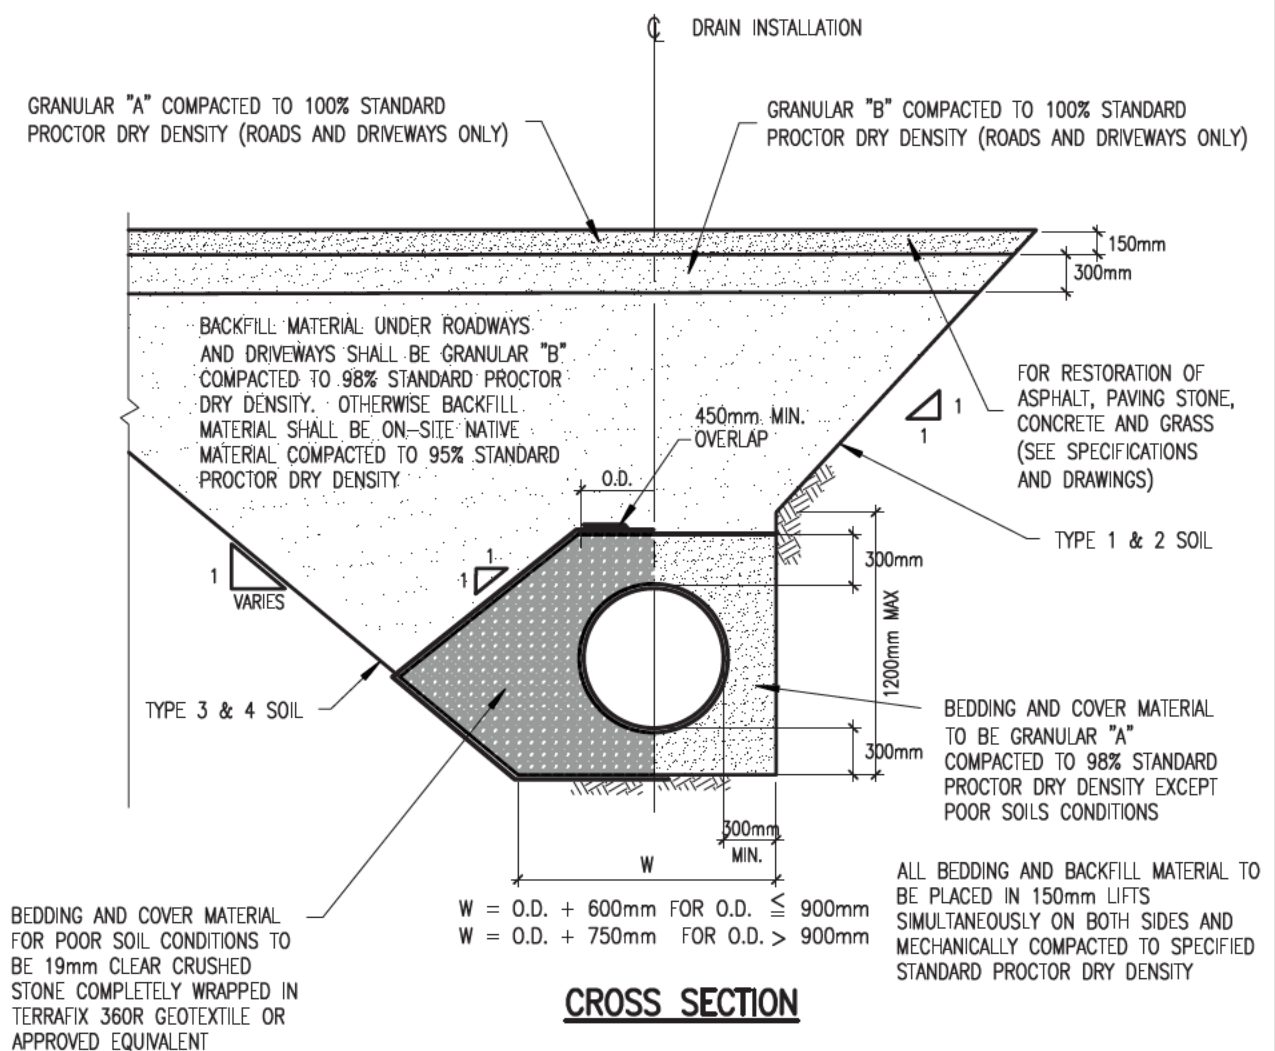 ℄ DRAIN INSTALLATION
GRANULAR "A" COMPACTED TO 100% STANDARD
PROCTOR DRY DENSITY (ROADS AND DRIVEWAYS ONLY)
GRANULAR "B" COMPACTED TO 100% STANDARD
PROCTOR DRY DENSITY (ROADS AND DRIVEWAYS ONLY)
150mm
300mm
BACKFILL MATERIAL UNDER ROADWAYS
AND DRIVEWAYS SHALL BE GRANULAR "B"
COMPACTED TO 98% STANDARD PROCTOR
DRY DENSITY. OTHERWISE BACKFILL
MATERIAL SHALL BE ON-SITE NATIVE
MATERIAL COMPACTED TO 95% STANDARD
PROCTOR DRY DENSITY
450mm MIN.
OVERLAP
O.D.
1
1
FOR RESTORATION OF
ASPHALT, PAVING STONE,
CONCRETE AND GRASS
(SEE SPECIFICATIONS
AND DRAWINGS)
TYPE 1 & 2 SOIL
1
VARIES
1
1
300mm
1200mm MAX
300mm
TYPE 3 & 4 SOIL
BEDDING AND COVER MATERIAL
TO BE GRANULAR "A"
COMPACTED TO 98% STANDARD
PROCTOR DRY DENSITY EXCEPT
POOR SOILS CONDITIONS
300mm
MIN.
W
W = O.D. + 600mm FOR O.D. ≦ 900mm
W = O.D. + 750mm FOR O.D. > 900mm
ALL BEDDING AND BACKFILL MATERIAL TO
BE PLACED IN 150mm LIFTS
SIMULTANEOUSLY ON BOTH SIDES AND
MECHANICALLY COMPACTED TO SPECIFIED
STANDARD PROCTOR DRY DENSITY
BEDDING AND COVER MATERIAL
FOR POOR SOIL CONDITIONS TO
BE 19mm CLEAR CRUSHED
STONE COMPLETELY WRAPPED IN
TERRAFIX 360R GEOTEXTILE OR
APPROVED EQUIVALENT
CROSS SECTION